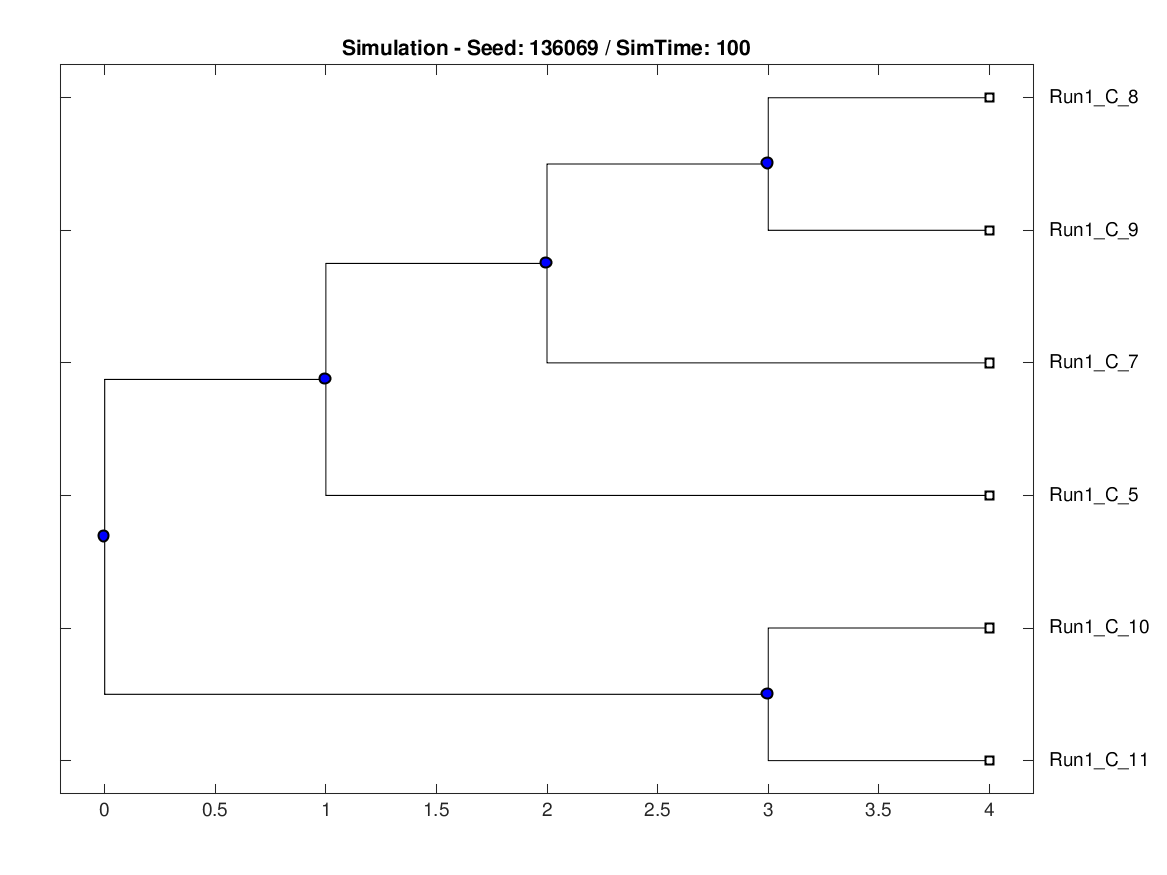 Simulation - Seed: 136069 / SimTime: 100
Run1_C_8
Run1_C_9
Run1_C_7
Run1_C_5
Run1_C_10
Run1_C_11
0 0.5 1 1.5 2 2.5 3 3.5 4